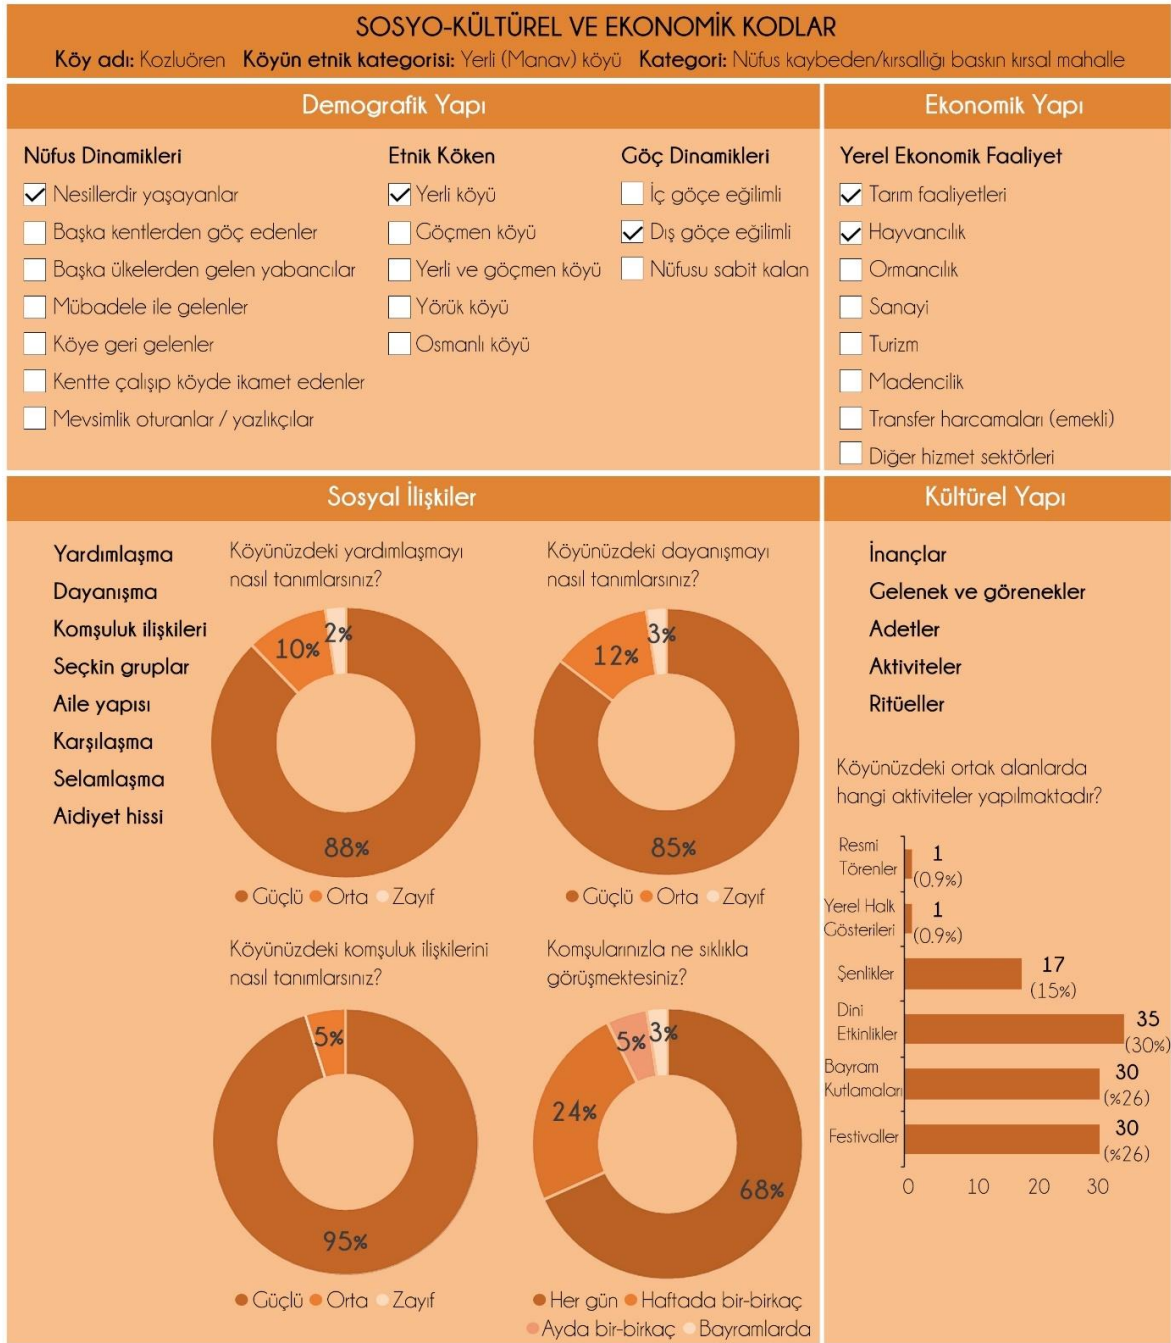 SOSYO-KÜLTÜREL VE EKONOMİK KODLAR
Köy adı: Kozluören Köyün etnik kategorisi: Yerli (Manav) köyü Kategori: Nüfus kaybeden/kırsallığı baskın kırsal mahalle
Demografik Yapı
Nüfus Dinamikleri
Nesillerdir yaşayanlar
Başka kentlerden göç edenler
Başka ülkelerden gelen yabancılar
Mübadele ile gelenler
Köye geri gelenler
Kentte çalışıp köyde ikamet edenler
Mevsimlik oturanlar / yazlıkçılar
Etnik Köken
Yerli köyü
Göçmen köyü
Yerli ve göçmen köyü
Yörük köyü
Osmanlı köyü
Göç Dinamikleri
İç göçe eğilimli
Dış göçe eğilimli
Nüfusu sabit kalan
Ekonomik Yapı
Yerel Ekonomik Faaliyet
Tarım faaliyetleri
Hayvancılık
Ormancılık
Sanayi
Turizm
Madencilik
Transfer harcamaları (emekli)
Diğer hizmet sektörleri
Sosyal İlişkiler
Yardımlaşma
Dayanışma
Komşuluk ilişkileri
Seçkin gruplar
Aile yapısı
Karşılaşma
Selamlaşma
Aidiyet hissi
Köyünüzdeki yardımlaşmayı
nasıl tanımlarsınız?
10%
2%
88%
Güçlü Orta Zayıf
Köyünüzdeki dayanışmayı
nasıl tanımlarsınız?
12%
3%
85%
Güçlü Orta Zayıf
Köyünüzdeki komşuluk ilişkilerini
nasıl tanımlarsınız?
5%
95%
Güçlü Orta Zayıf
Komşularınızla ne sıklıkla
görüşmektesiniz?
5%
3%
24%
68%
Her gün Haftada bir-birkaç
Ayda bir-birkaç Bayramlarda
Kültürel Yapı
İnançlar
Gelenek ve görenekler
Adetler
Aktiviteler
Ritüeller
Köyünüzdeki ortak alanlarda
hangi aktiviteler yapılmaktadır?
Resmi
Törenler
1
(0.9%)
Yerel Halk
Gösterileri
1
(0.9%)
Şenlikler
17
(15%)
Dini
Etkinlikler
35
(30%)
Bayram
Kutlamaları
30
(%26)
Festivaller
30
(%26)
0 10 20 30